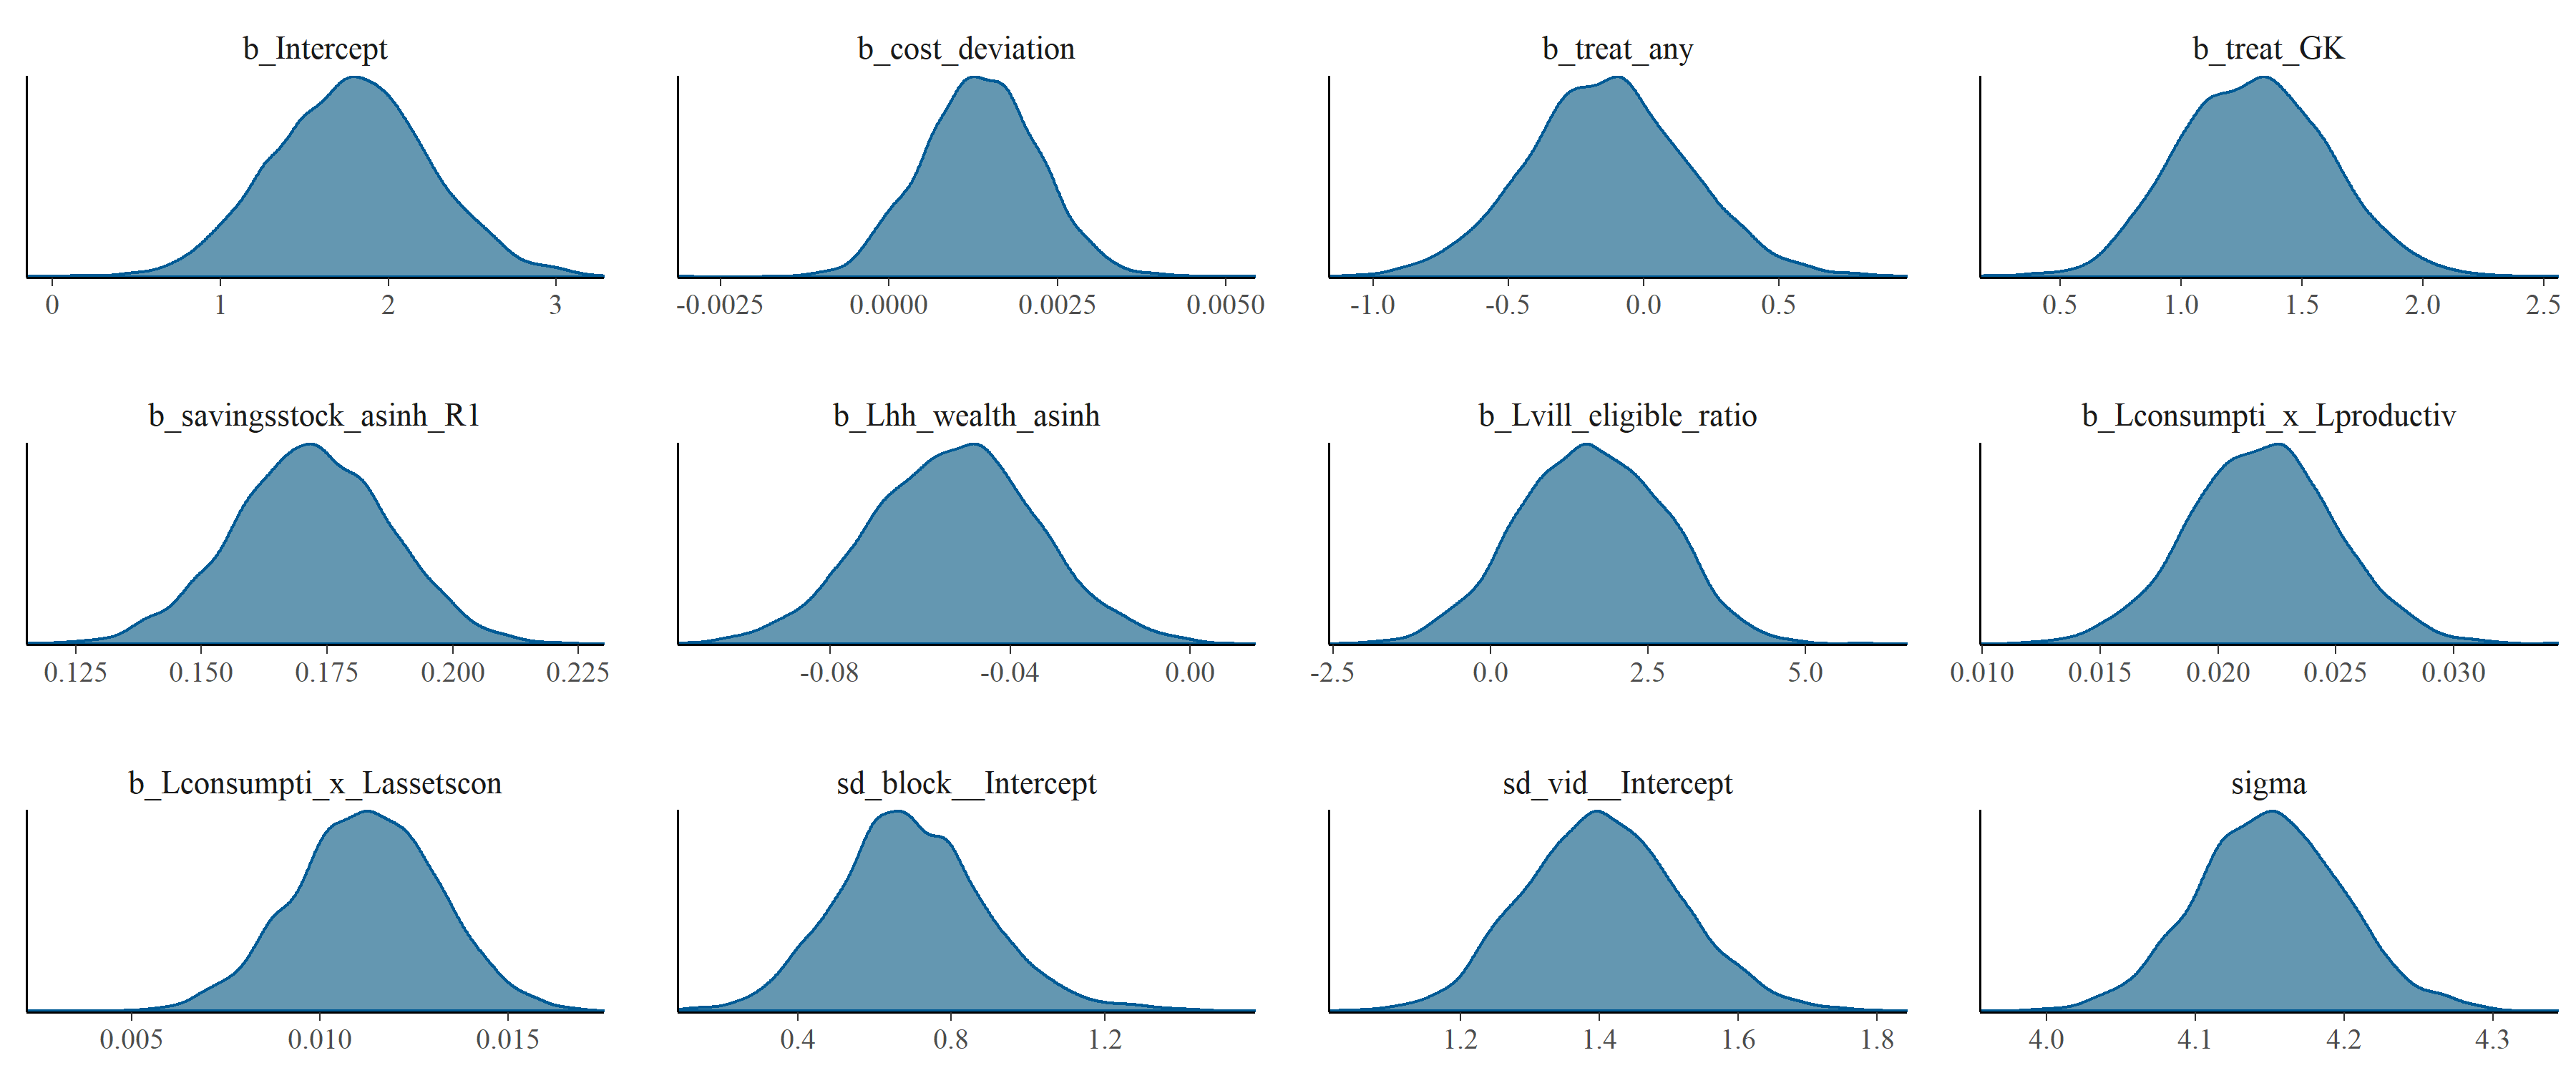 b_Intercept b_cost_deviation b_treat_any b_treat_GK
0 1 2 3 -0.0025 0.0000 0.0025 0.0050 -1.0 -0.5 0.0 0.5 0.5 1.0 1.5 2.0 2.5
b_savingsstock_asinh_R1 b_Lhh_wealth_asinh b_Lvill_eligible_ratio b_Lconsumpti_x_Lproductiv
0.125 0.150 0.175 0.200 0.225 -0.08 -0.04 0.00 -2.5 0.0 2.5 5.0 0.010 0.015 0.020 0.025 0.030
b_Lconsumpti_x_Lassetscon sd_block__Intercept sd_vid__Intercept sigma
0.005 0.010 0.015 0.4 0.8 1.2 1.2 1.4 1.6 1.8 4.0 4.1 4.2 4.3